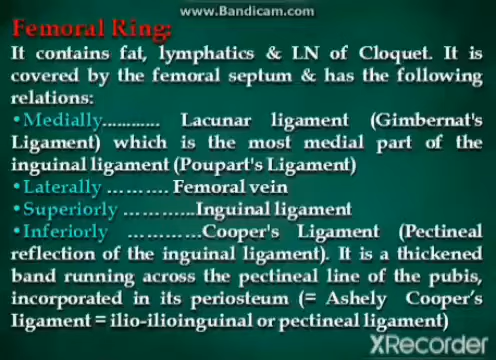 www.Bandicam.com
Femoral Ring:
It contains fat, lymphatics & LN of Cloquet. It is
covered by the femoral septum & has the following
relations:
•Medially............ Lacunar ligament (Gimbernat's
Ligament) which is the most medial part of the
inguinal ligament (Poupart's Ligament)
•Laterally ………. Femoral vein
•Superiorly ………...Inguinal ligament
•Inferiorly …………Cooper's Ligament (Pectineal
reflection of the inguinal ligament). It is a thickened
band running across the pectineal line of the pubis,
incorporated in its periosteum (= Ashely Cooper's
Iigament = ilio-ilioinguinal or pectineal ligament)
XRecorder